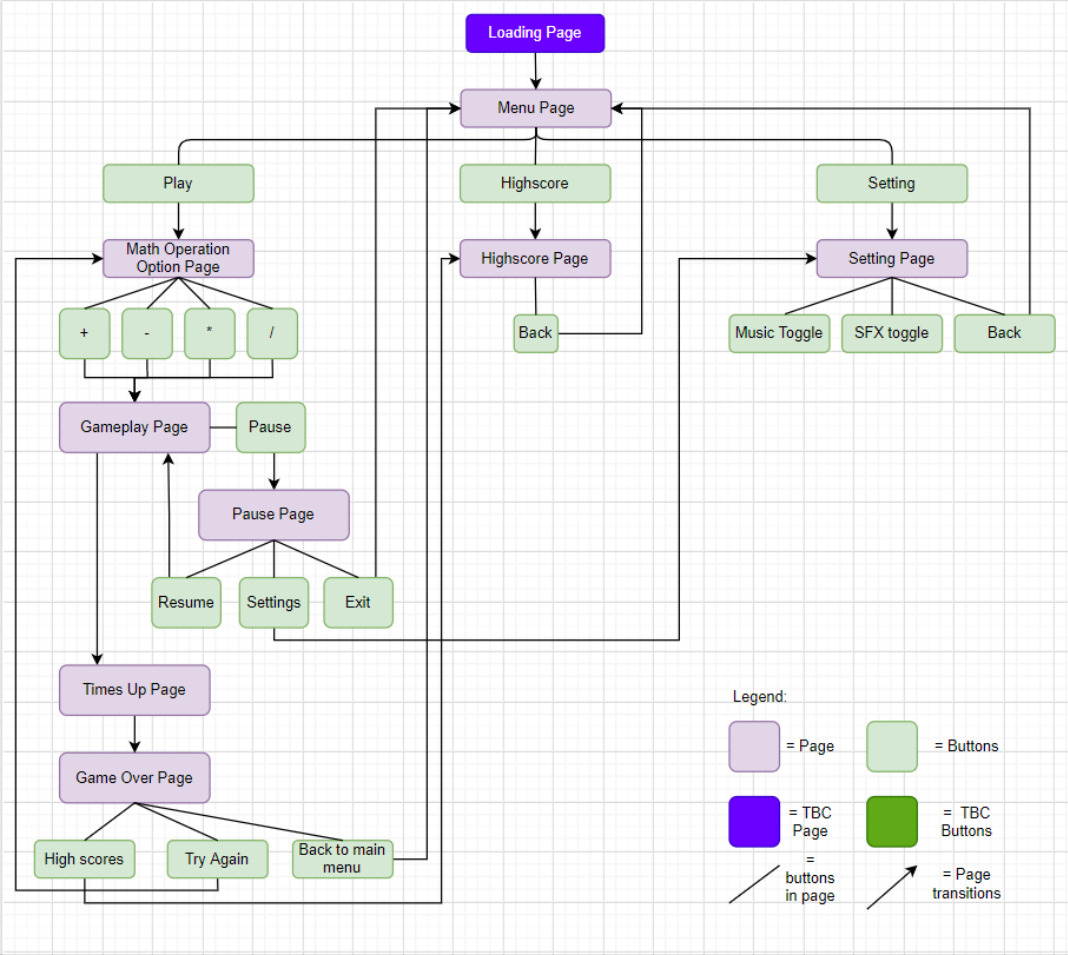 Loading Page
Menu Page
Play
Highscore
Setting
Math Operation
Option Page
Highscore Page
Setting Page
+
-
*
/
Back
Music Toggle
SFX toggle
Back
Gameplay Page
Pause
Pause Page
Resume
Settings
Exit
Times Up Page
Game Over Page
High scores
Try Again
Back to main
menu
Legend:
= Page
= Buttons
= TBC
Page
= TBC
Buttons
=
buttons
in page
= Page
transitions